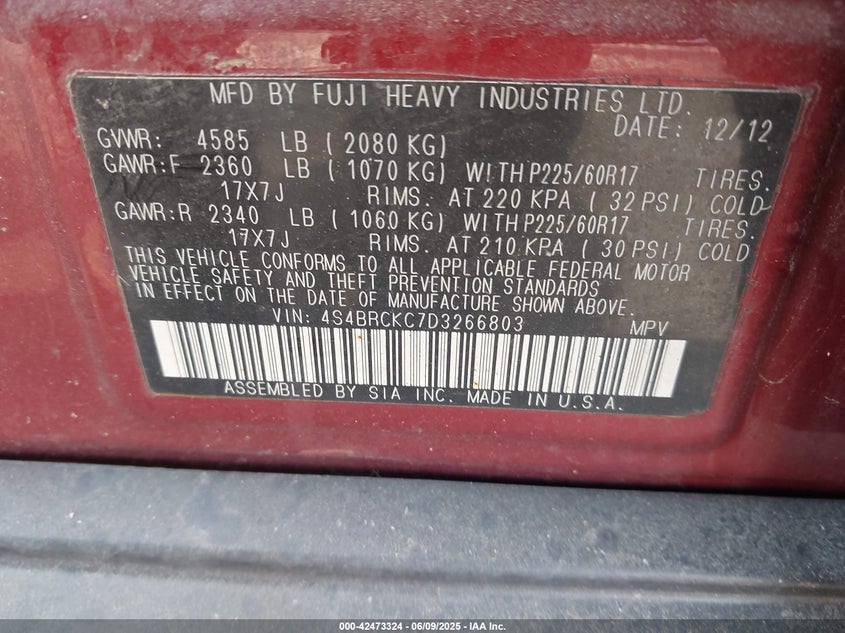 MFD BY FUJI HEAVY INDUSTRIES LTD.
DATE: 12/12
GVWR: 4585 LB ( 2080 KG)
GAWR:F 2360 LB ( 1070 KG) WITH P225/60R17 TIRES.
17X7J RIMS. AT 220 KPA ( 32 PSI) COLD
GAWR:R 2340 LB ( 1060 KG) WITH P225/60R17 TIRES.
17X7J RIMS. AT 210 KPA ( 30 PSI) COLD
THIS VEHICLE CONFORMS TO ALL APPLICABLE FEDERAL MOTOR
VEHICLE SAFETY AND THEFT PREVENTION STANDARDS
IN EFFECT ON THE DATE OF MANUFACTURE SHOWN ABOVE.
VIN: 4S4BRCKC7D3266803 MPV
ASSEMBLED BY SIA INC. MADE IN U.S.A.
000-42473324 - 06/09/2025 - IAA Inc.